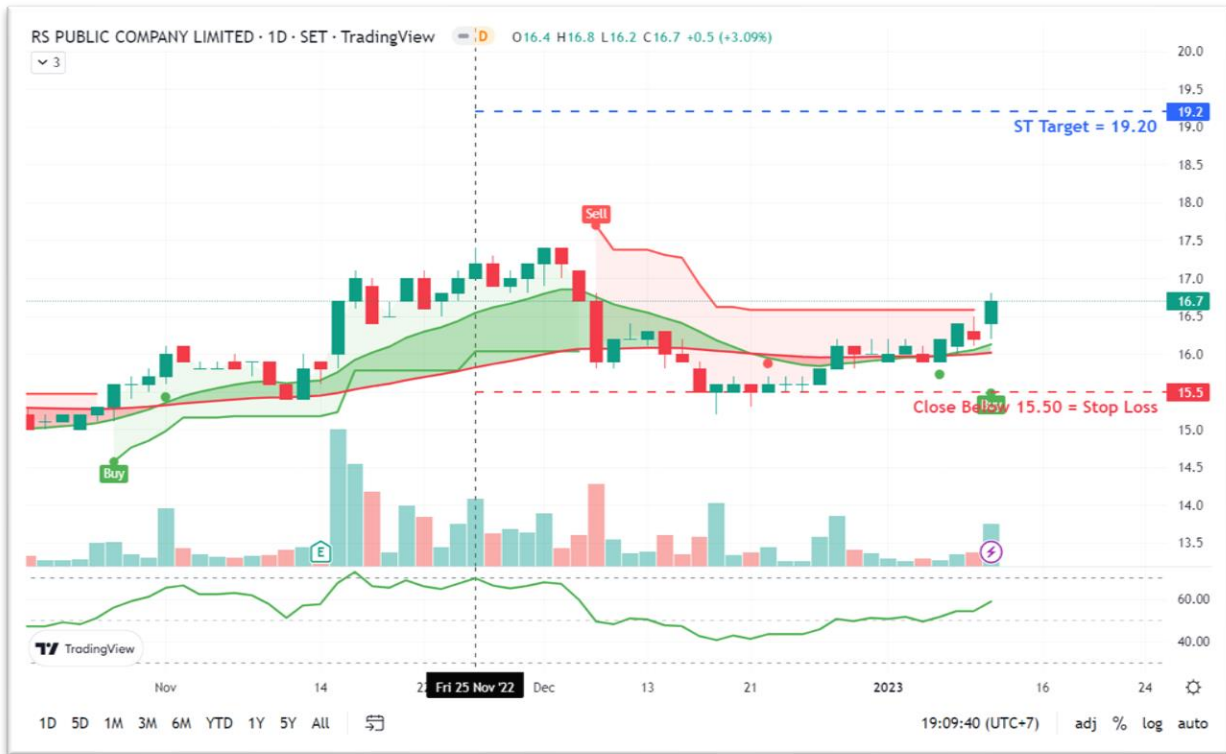 RS PUBLIC COMPANY LIMITED · 1D · SET · TradingView D O16.4 H16.8 L16.2 C16.7 +0.5 (+3.09%)
3
20.0
19.5
19.2
19.0
ST Target = 19.20
18.5
18.0
Sell
17.5
17.0
16.7
16.5
16.0
15.5
Close Below 15.50 = Stop Loss
15.0
Buy
14.5
14.0
E
13.5
60.00
40.00
TradingView
Nov 14 Fri 25 Nov '22 Dec 13 21 2023 16 24
1D 5D 1M 3M 6M YTD 1Y 5Y All 19:09:40 (UTC+7) adj % log auto